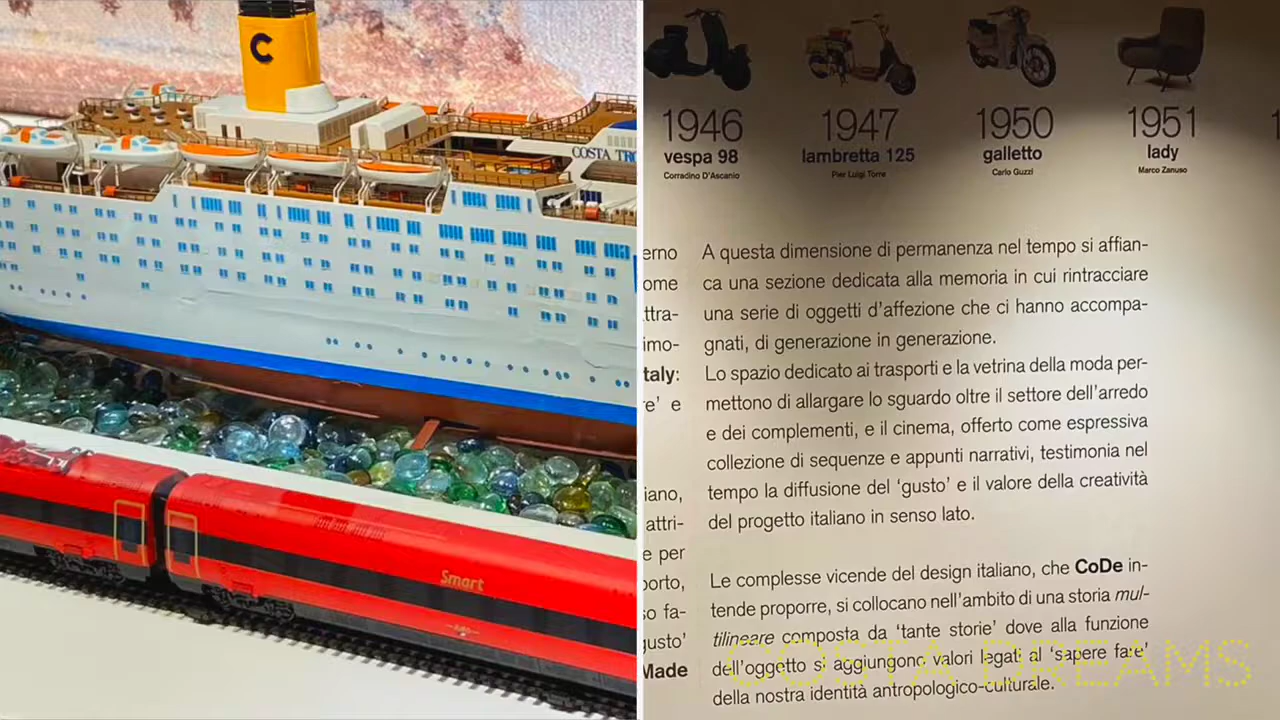 C
COSTA TRO
Smart
1946
vespa 98
Corradino D'Ascanio
1947
lambretta 125
Pier Luigi Torre
1950
galletto
Carlo Guzzi
1951
lady
Marco Zanuso
erno
ome
ttra-
imo-
taly:
re' e
iano,
attri-
e per
porto,
so fa-
gusto'
Made
A questa dimensione di permanenza nel tempo si affian-
ca una sezione dedicata alla memoria in cui rintracciare
una serie di oggetti d'affezione che ci hanno accompa-
gnati, di generazione in generazione.
Lo spazio dedicato ai trasporti e la vetrina della moda per-
mettono di allargare lo sguardo oltre il settore dell'arredo
e dei complementi, e il cinema, offerto come espressiva
collezione di sequenze e appunti narrativi, testimonia nel
tempo la diffusione del 'gusto' e il valore della creatività
del progetto italiano in senso lato.
Le complesse vicende del design italiano, che CoDe in-
tende proporre, si collocano nell'ambito di una storia mul-
tilineare composta da 'tante storie' dove alla funzione
dell'oggetto si aggiungono valori legati al 'sapere fare'
della nostra identità antropologico-culturale.
COSTA DREAMS